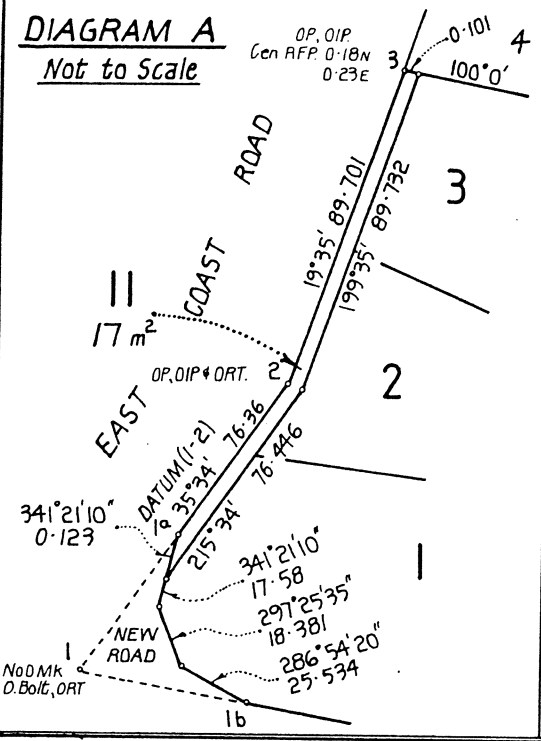 DIAGRAM A
Not to Scale
OP, OIP.
Cen RFP. 0·18N
0·23E
3
0·101
4
100°0'
ROAD
3
19°35' 89·701
199°35' 89·732
COAST
11
17 m²
OP, OIP & ORT.
2
2
EAST
DATUM (1-2)
1a 35°34' 76·36
76·446
215°34'
341°21'10"
0·123
341°21'10"
17·58
1
297°25'35"
18·381
NEW
ROAD
286°54'20"
25·534
1
No O Mk
O.Bolt, ORT
1b